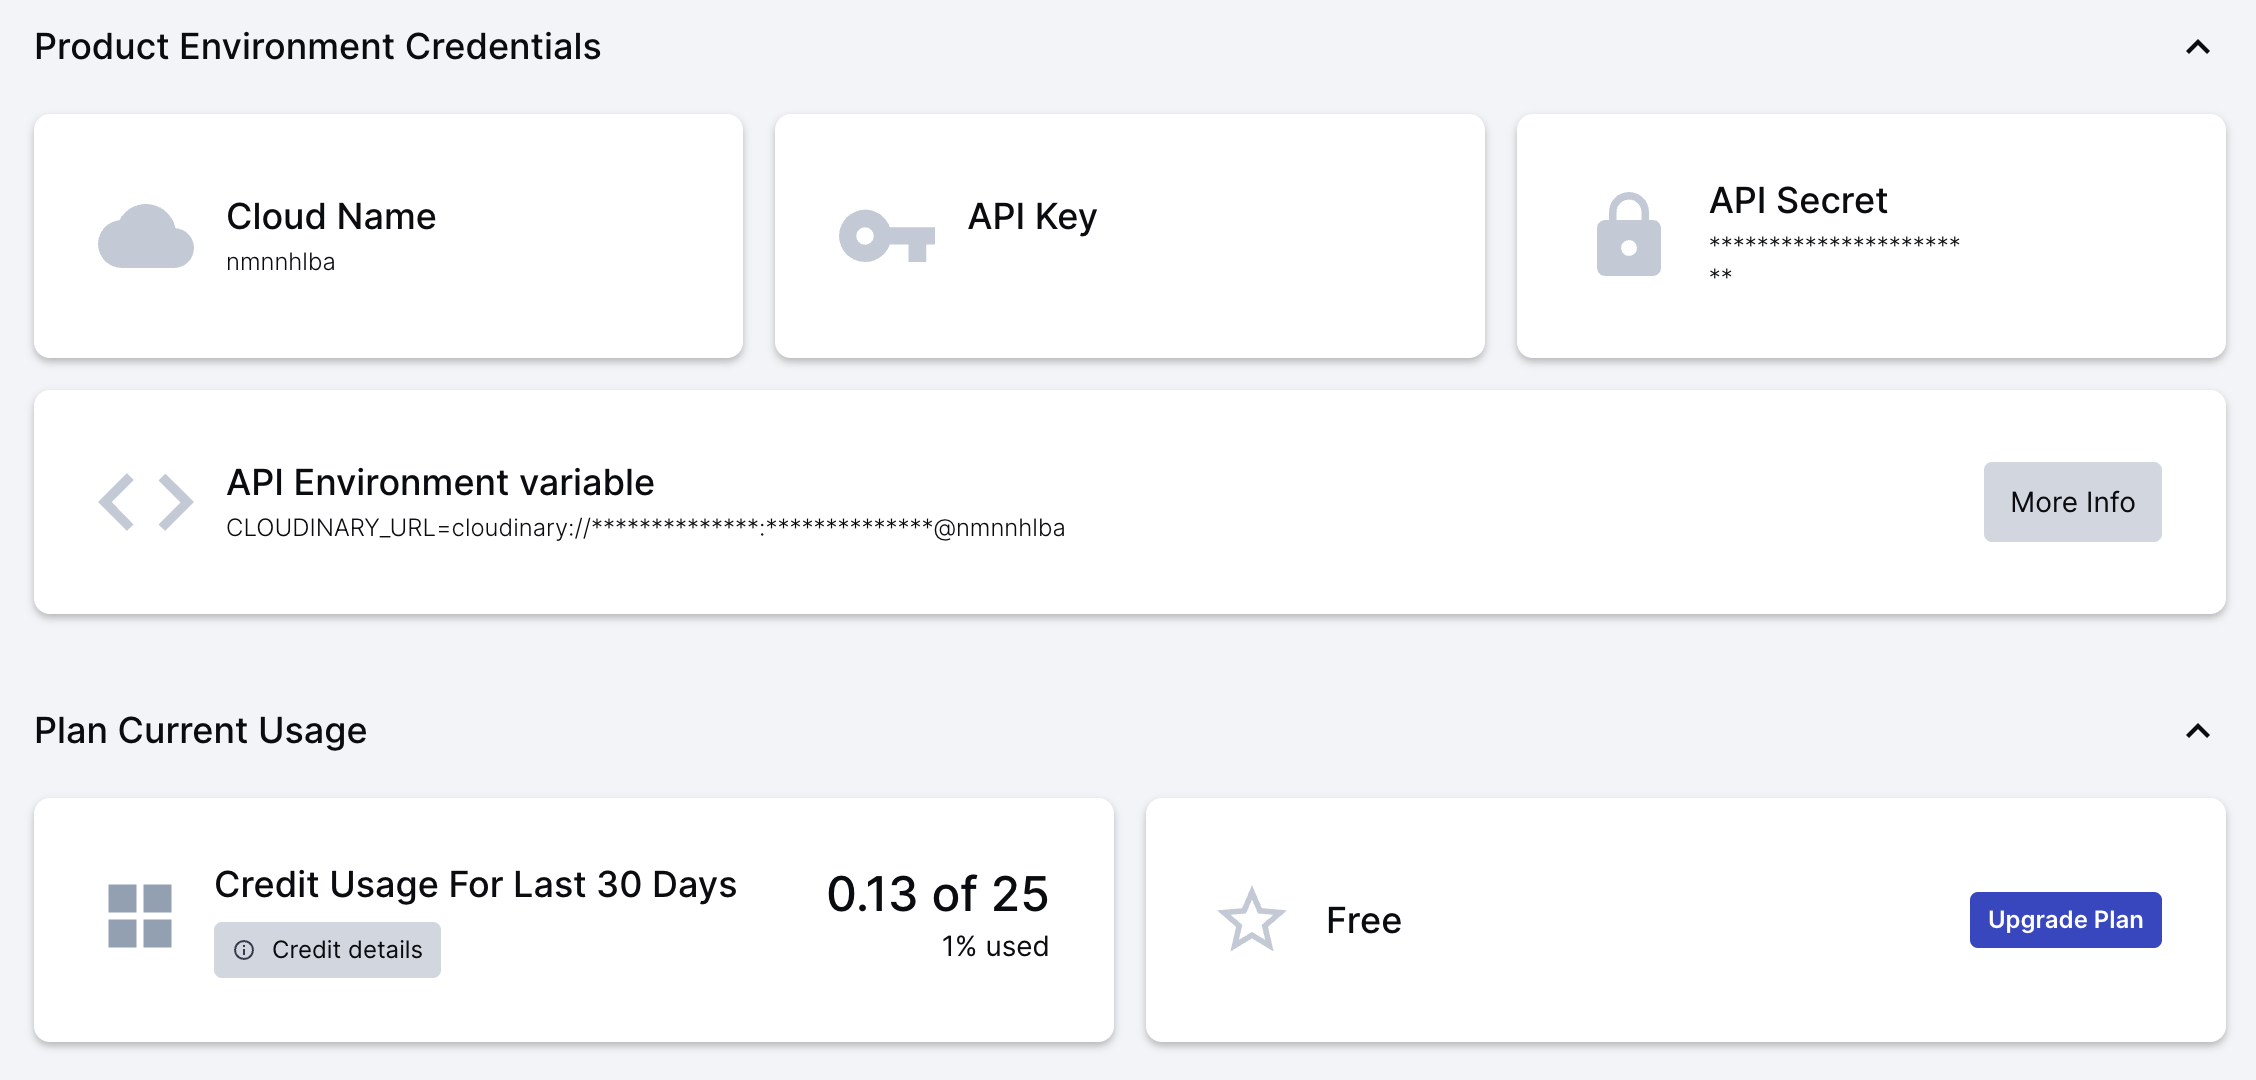 Product Environment Credentials
Cloud Name
nmnnhlba
API Key
API Secret
*********************
**
API Environment variable
CLOUDINARY_URL=cloudinary://**************:**************@nmnnhlba
More Info
Plan Current Usage
Credit Usage For Last 30 Days
Credit details
0.13 of 25
1% used
Free
Upgrade Plan